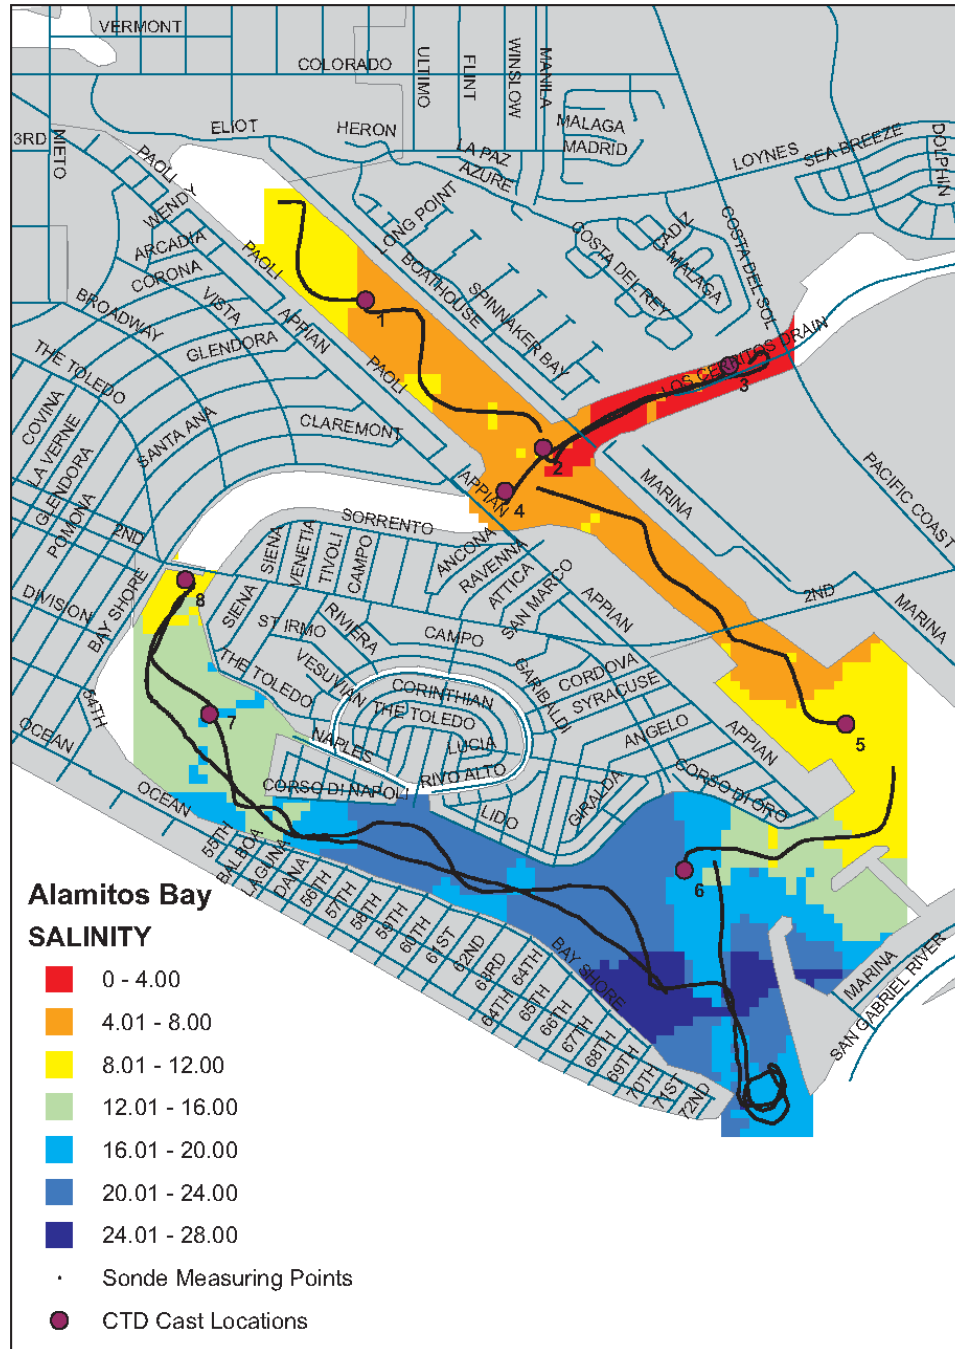 VERMONT
COLORADO
ULTIMO
FLINT
WINSLOW
MANILA
MALAGA
MADRID
3RD
NIETO
ELIOT
HERON
LA PAZ
AZURE
LOYNES
SEA BREEZE
DOLPHIN
PAOLI
WENDY
ARCADIA
CORONA
PAOLI
LONG POINT
BOATHOUSE
SPINNAKER BAY
COSTA DEL REY
CADIZ
MALAGA
COSTA DEL SOL
BROADWAY
VISTA
GLENDORA
APPIAN
PAOLI
1
THE TOLEDO
COVINA
LA VERNE
GLENDORA
POMONA
SANTA ANA
CLAREMONT
LOS CERRITOS DRAIN
3
2
MARINA
PACIFIC COAST
APPIAN
4
2ND
SORRENTO
SIENA
VENETIA
TIVOLI
CAMPO
ANCONA
RAVENNA
ATTICA
SAN MARCO
APPIAN
2ND
MARINA
DIVISION
BAY SHORE
8
SIENA
ST IRMO
RIVIERA
CAMPO
VESUVIAN
THE TOLEDO
GARIBALDI
CORDOVA
SYRACUSE
ANGELO
APPIAN
5
54TH
OCEAN
7
CORINTHIAN
THE TOLEDO
LUCIA
NAPLES
RIVO ALTO
CORSO DI NAPOLI
LIDO
GIRALDA
CORSO DI ORO
OCEAN
55TH
BALBOA
LAGUNA
DANA
56TH
57TH
58TH
59TH
60TH
61ST
62ND
63RD
64TH
64TH
65TH
66TH
67TH
68TH
69TH
70TH
71ST
72ND
BAY SHORE
6
MARINA
SAN GABRIEL RIVER
Alamitos Bay
SALINITY
0 - 4.00
4.01 - 8.00
8.01 - 12.00
12.01 - 16.00
16.01 - 20.00
20.01 - 24.00
24.01 - 28.00
Sonde Measuring Points
CTD Cast Locations